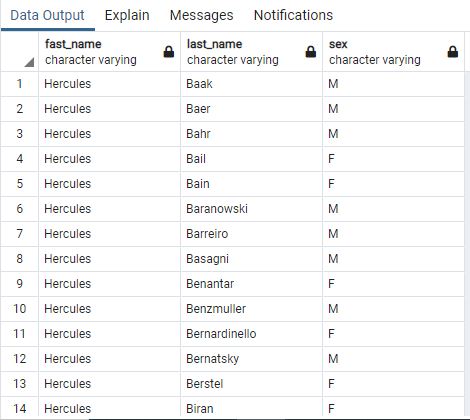 Data Output Explain Messages Notifications
fast_name last_name sex
character varying character varying character varying
1 Hercules Baak M
2 Hercules Baer M
3 Hercules Bahr M
4 Hercules Bail F
5 Hercules Bain F
6 Hercules Baranowski M
7 Hercules Barreiro M
8 Hercules Basagni M
9 Hercules Benantar F
10 Hercules Benzmuller M
11 Hercules Bernardinello F
12 Hercules Bernatsky M
13 Hercules Berstel F
14 Hercules Biran F